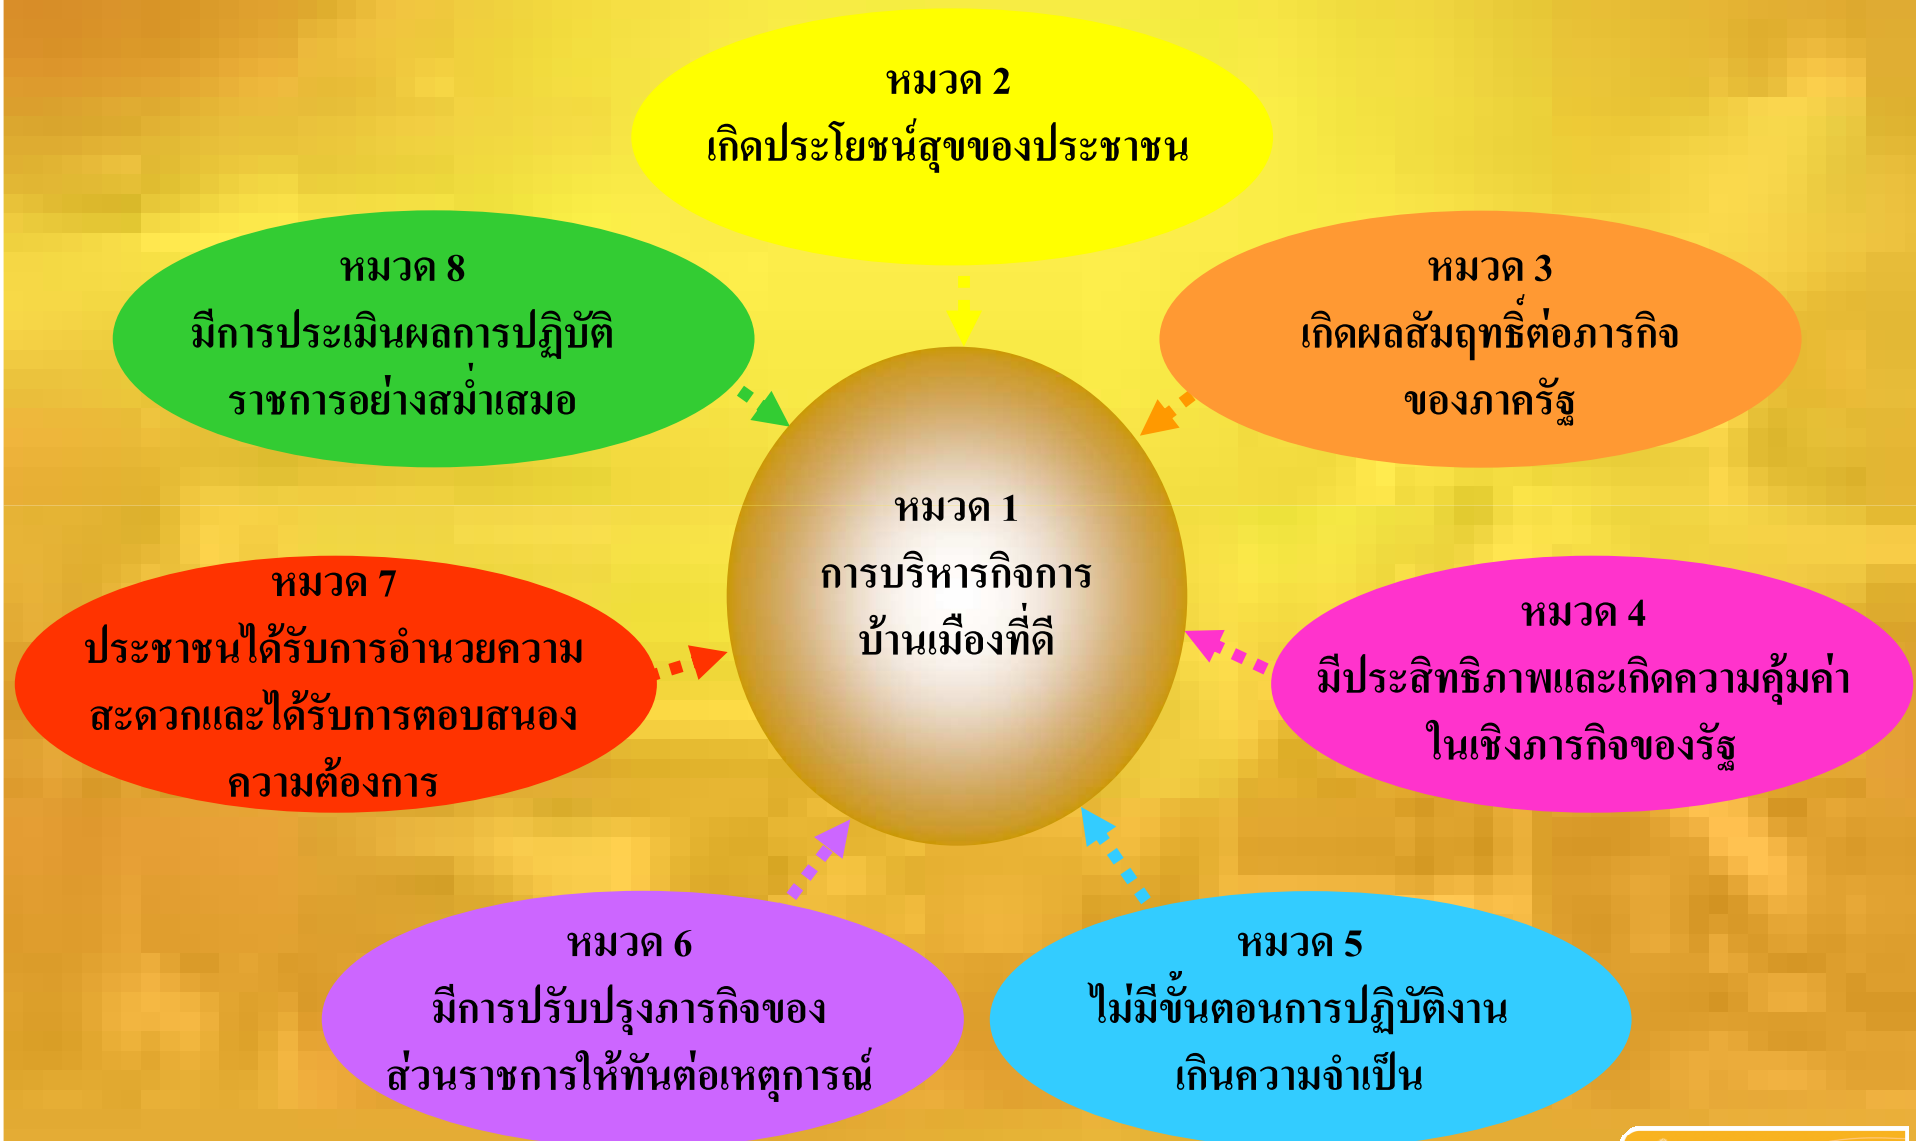 หมวด 2
เกิดประโยชน์สุขของประชาชน
หมวด 8
มีการประเมินผลการปฏิบัติ
ราชการอย่างสม่ำเสมอ
หมวด 3
เกิดผลสัมฤทธิ์ต่อภารกิจ
ของภาครัฐ
หมวด 1
การบริหารกิจการ
บ้านเมืองที่ดี
หมวด 7
ประชาชนได้รับการอำนวยความ
สะดวกและได้รับการตอบสนอง
ความต้องการ
หมวด 4
มีประสิทธิภาพและเกิดความคุ้มค่า
ในเชิงภารกิจของรัฐ
หมวด 6
มีการปรับปรุงภารกิจของ
ส่วนราชการให้ทันต่อเหตุการณ์
หมวด 5
ไม่มีขั้นตอนการปฏิบัติงาน
เกินความจำเป็น